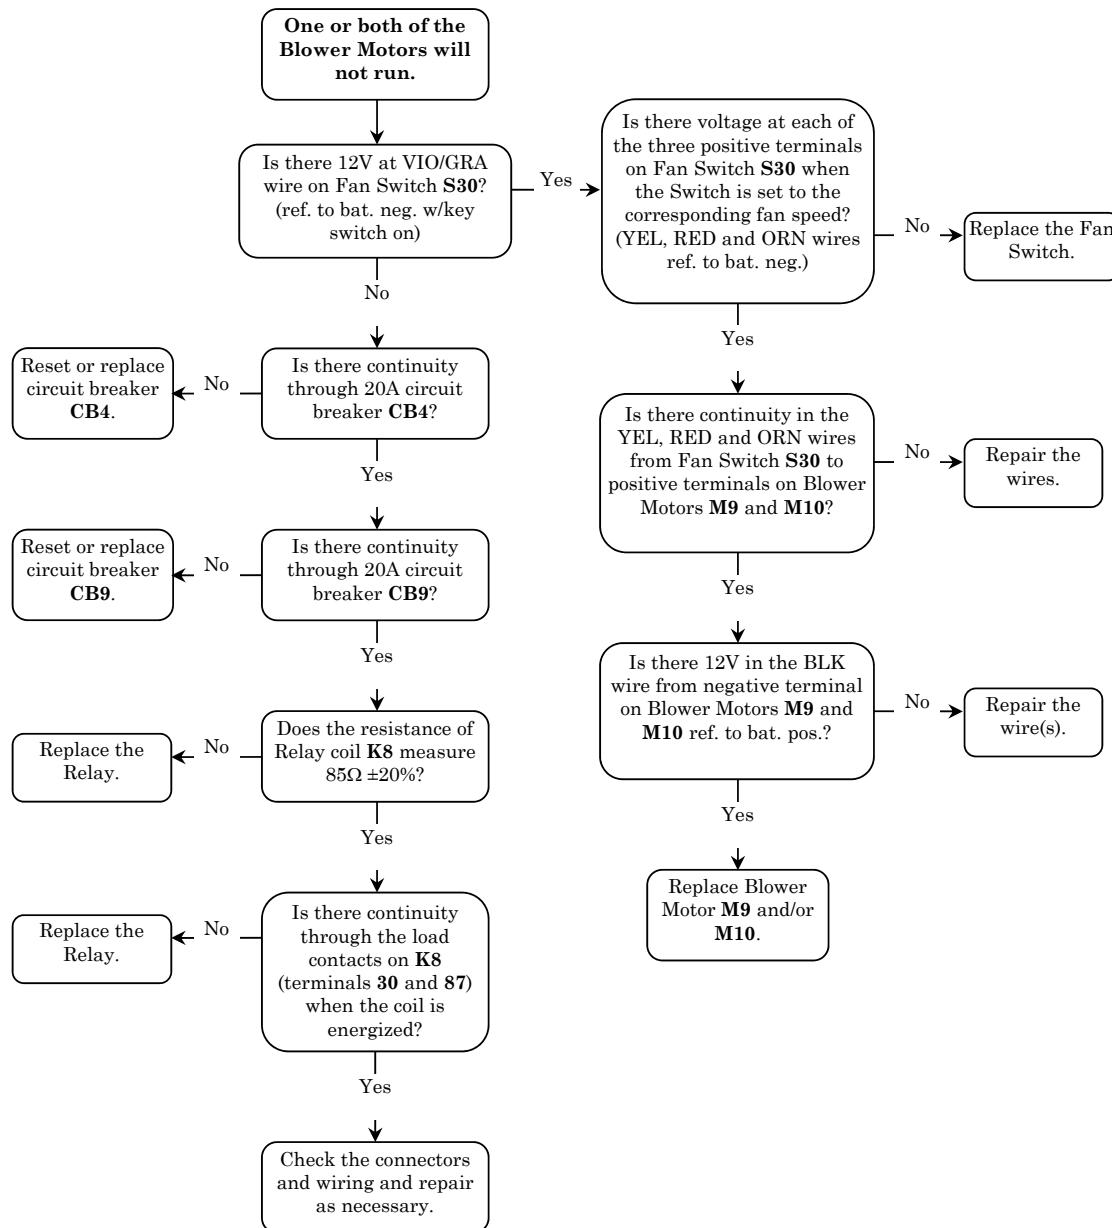 One or both of the
Blower Motors will
not run.
Is there 12V at VIO/GRA
wire on Fan Switch S30?
(ref. to bat. neg. w/key
switch on)
Yes
Is there voltage at each of
the three positive terminals
on Fan Switch S30 when
the Switch is set to the
corresponding fan speed?
(YEL, RED and ORN wires
ref. to bat. neg.)
No
Replace the Fan
Switch.
No
Yes
Reset or replace
circuit breaker
CB4.
No
Is there continuity
through 20A circuit
breaker CB4?
Is there continuity in the
YEL, RED and ORN wires
from Fan Switch S30 to
positive terminals on Blower
Motors M9 and M10?
No
Repair the
wires.
Yes
Reset or replace
circuit breaker
CB9.
No
Is there continuity
through 20A circuit
breaker CB9?
Yes
Yes
Is there 12V in the BLK
wire from negative terminal
on Blower Motors M9 and
M10 ref. to bat. pos.?
No
Repair the
wire(s).
Replace the
Relay.
No
Does the resistance of
Relay coil K8 measure
85Ω ±20%?
Yes
Yes
Replace Blower
Motor M9 and/or
M10.
Replace the
Relay.
No
Is there continuity
through the load
contacts on K8
(terminals 30 and 87)
when the coil is
energized?
Yes
Check the connectors
and wiring and repair
as necessary.